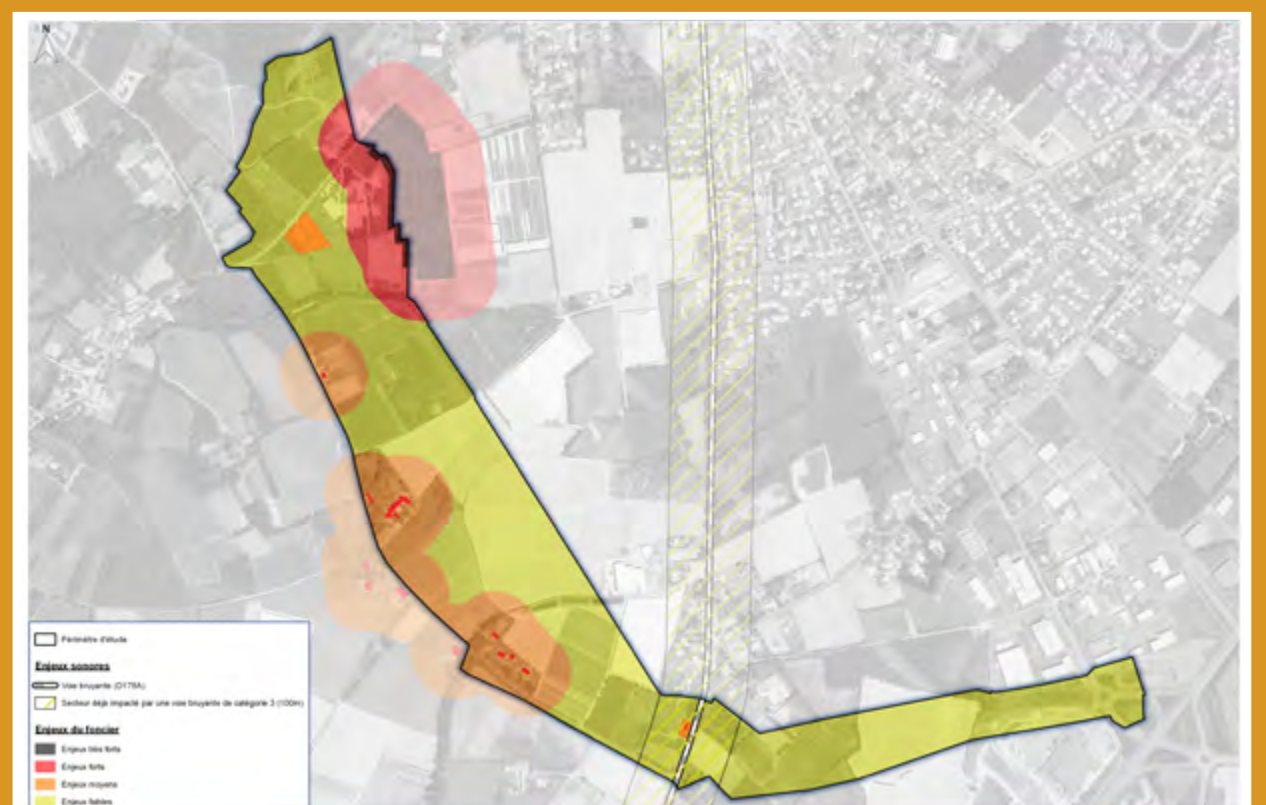 N
Périmètre d'étude
Enjeux sonores
Voie bruyante (D178A)
Secteur déjà impacté par une voie bruyante de catégorie 3 (100m)
Enjeux du foncier
Enjeux très forts
Enjeux forts
Enjeux moyens
Enjeux faibles